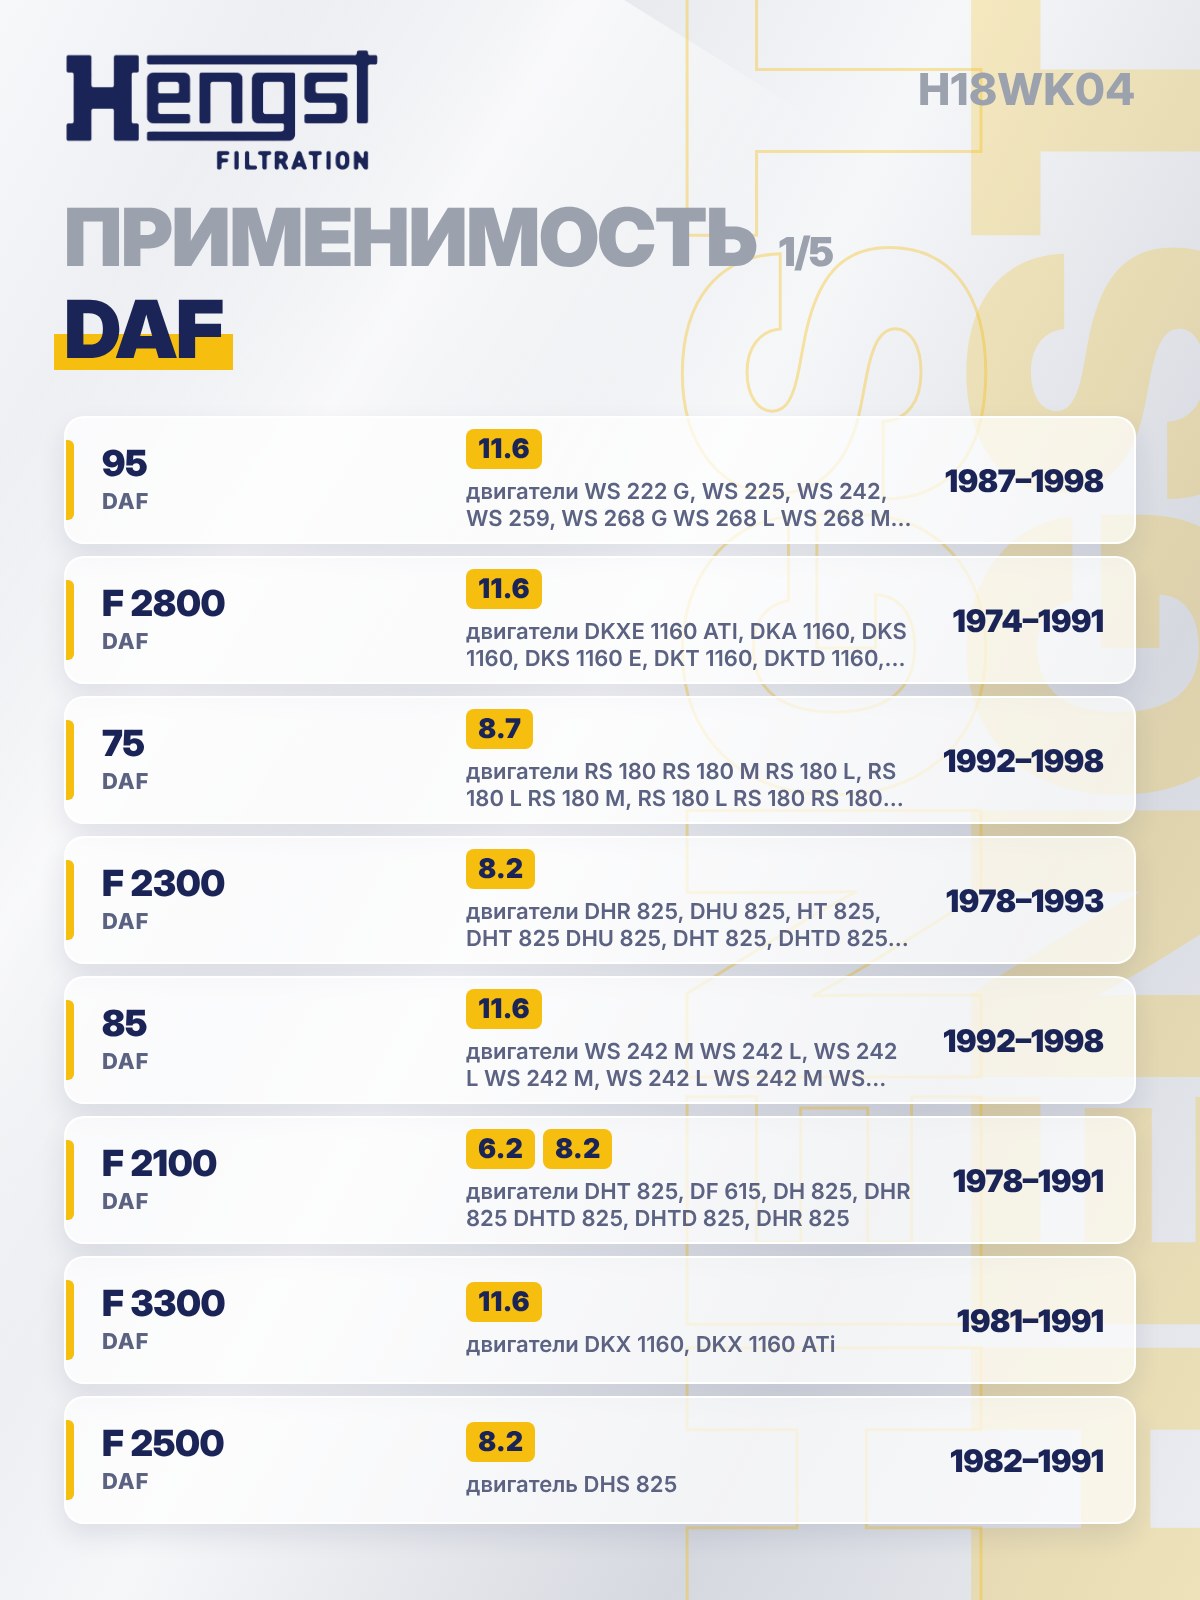 Hengst
FILTRATION
H18WK04
ПРИМЕНИМОСТЬ 1/5
DAF
95
DAF
11.6
двигатели WS 222 G, WS 225, WS 242,
WS 259, WS 268 G WS 268 L WS 268 M...
1987–1998
F 2800
DAF
11.6
двигатели DKXE 1160 ATI, DKA 1160, DKS
1160, DKS 1160 E, DKT 1160, DKTD 1160,...
1974–1991
75
DAF
8.7
двигатели RS 180 RS 180 M RS 180 L, RS
180 L RS 180 M, RS 180 L RS 180 RS 180...
1992–1998
F 2300
DAF
8.2
двигатели DHR 825, DHU 825, HT 825,
DHT 825 DHU 825, DHT 825, DHTD 825...
1978–1993
85
DAF
11.6
двигатели WS 242 M WS 242 L, WS 242
L WS 242 M, WS 242 L WS 242 M WS...
1992–1998
F 2100
DAF
6.2 8.2
двигатели DHT 825, DF 615, DH 825, DHR
825 DHTD 825, DHTD 825, DHR 825
1978–1991
F 3300
DAF
11.6
двигатели DKX 1160, DKX 1160 ATi
1981–1991
F 2500
DAF
8.2
двигатель DHS 825
1982–1991
HENGST
HENGST